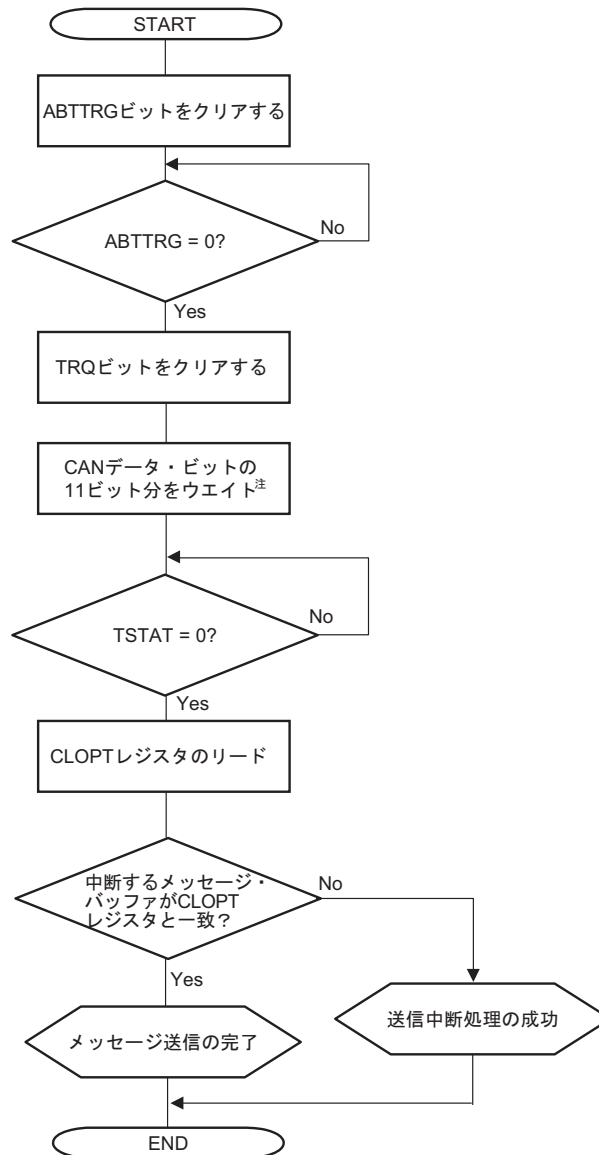 START
ABTTRGビットをクリアする
ABTTRG = 0?
No
Yes
TRQビットをクリアする
CANデータ・ビットの
11ビット分をウエイト注
TSTAT = 0?
No
Yes
CLOPTレジスタのリード
中断するメッセージ・
バッファがCLOPT
レジスタと一致？
No
Yes
メッセージ送信の完了
送信中断処理の成功
END